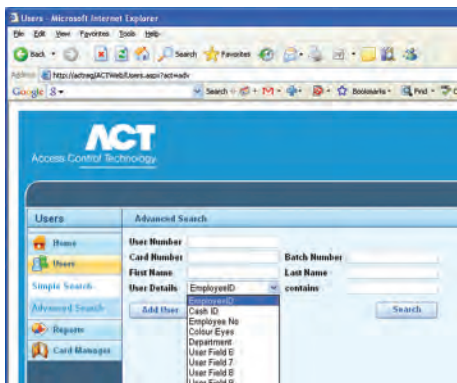 Users - Microsoft Internet Explorer
File Edit View Favorites Tools Help
Back Search Favorites
Address http://actreg/ACTWeb/Users.aspx?act=adv
Google Search Bookmarks Find
ACT
Access Control Technology
Users
Advanced Search
Home
Users
Simple Search
Advanced Search
Reports
Card Manager
User Number
Card Number Batch Number
First Name Last Name
User Details EmployeeID contains
Add User Search
EmployeeID
Cash ID
Employee No
Colour Eyes
Department
User Field 6
User Field 7
User Field 8
User Field 9